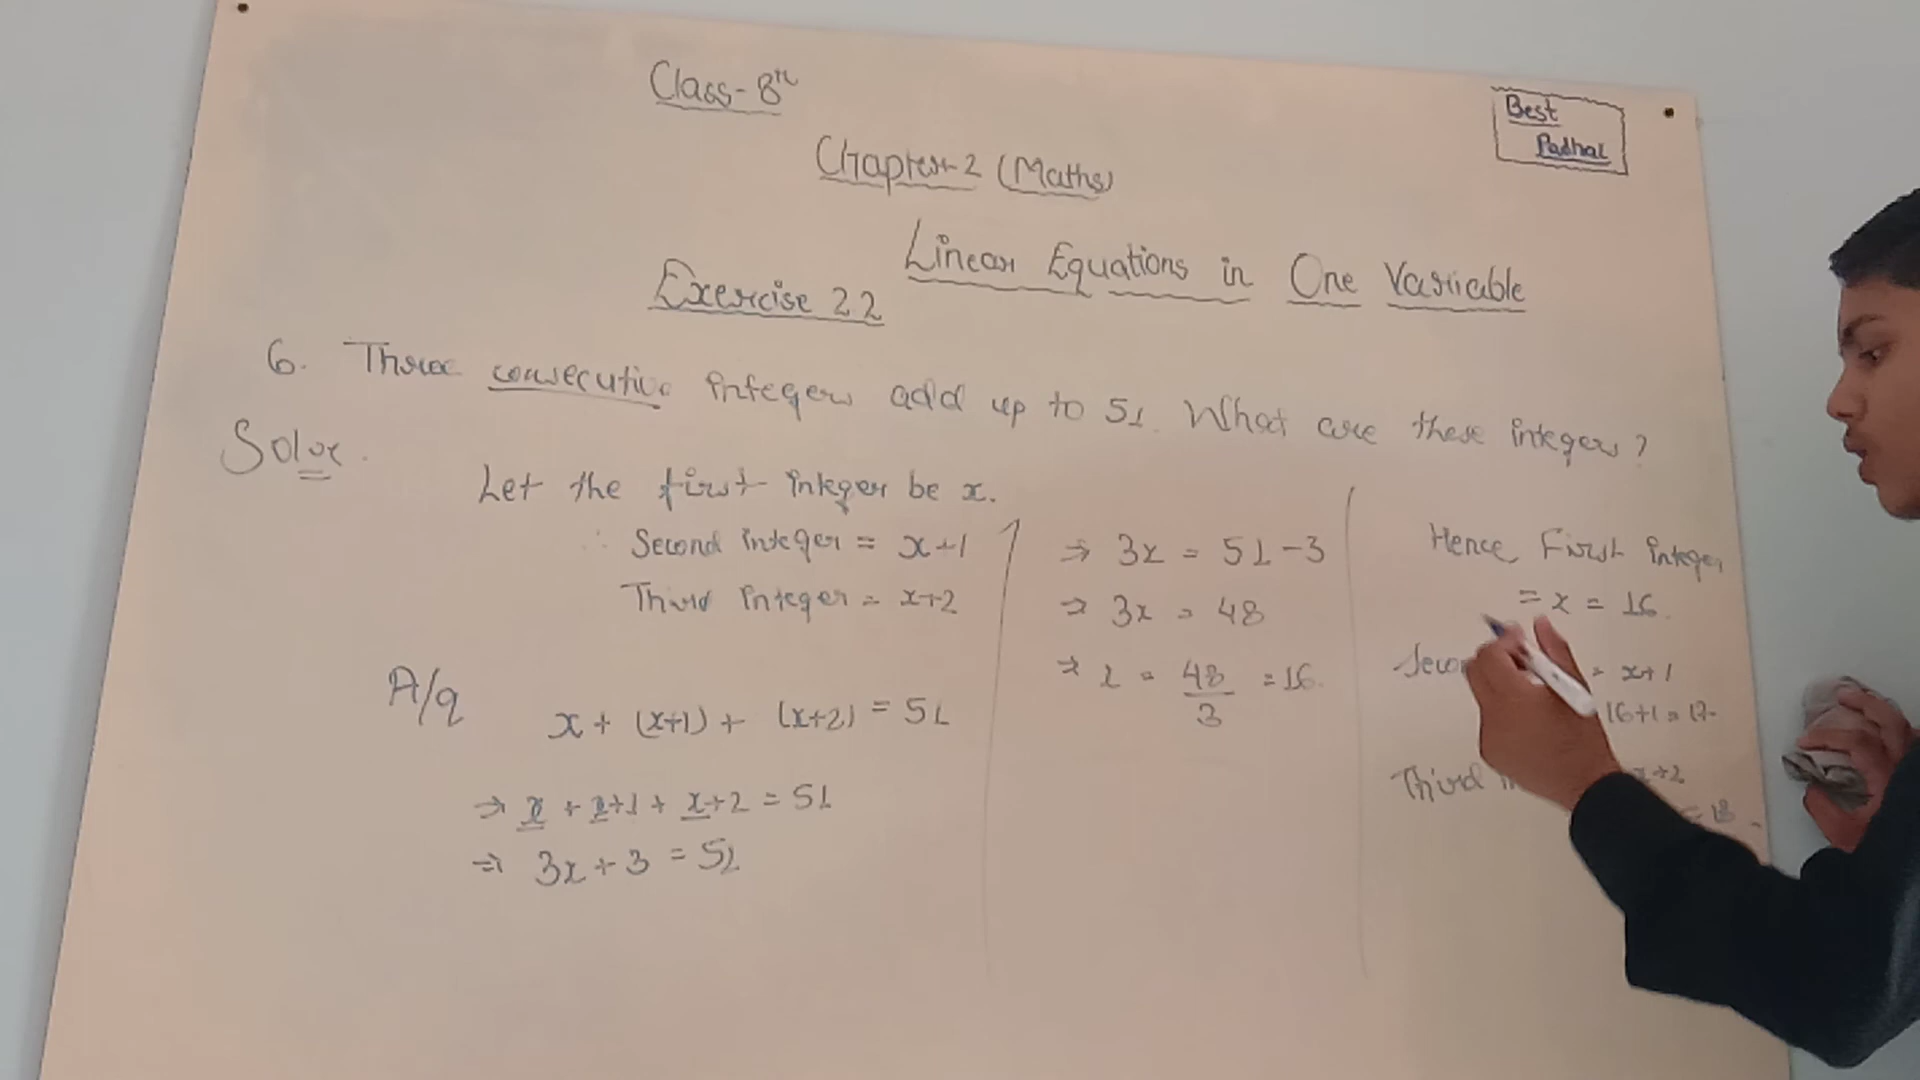 Class-8th
Best
Padhai
Chapter-2 (Maths)
Linear Equations in One Variable
Exercise 2.2
6. Three consecutive integers add up to 51. What are these integers?
Solve.
Let the first integer be x.
∴ Second integer = x+1
Third integer = x+2
A/q
x + (x+1) + (x+2) = 51
⇒ x + x+1 + x+2 = 51
⇒ 3x + 3 = 51
⇒ 3x = 51 - 3
⇒ 3x = 48
⇒ x = 48/3 = 16.
Hence, First integer
= x = 16.
= x+1
16+1 = 17.
Third
x+2
= 18.